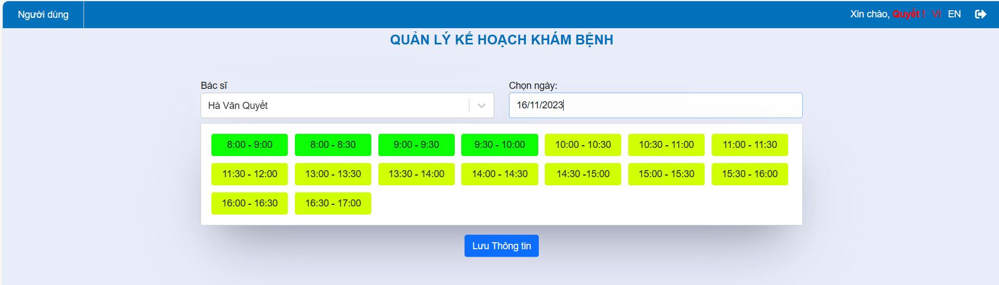 Người dùng
Xin chào, Quyết ! VI EN
QUẢN LÝ KẾ HOẠCH KHÁM BỆNH
Bác sĩ
Hà Văn Quyết
Chọn ngày:
16/11/2023
8:00 - 9:00 8:00 - 8:30 9:00 - 9:30 9:30 - 10:00 10:00 - 10:30 10:30 - 11:00 11:00 - 11:30
11:30 - 12:00 13:00 - 13:30 13:30 - 14:00 14:00 - 14:30 14:30 -15:00 15:00 - 15:30 15:30 - 16:00
16:00 - 16:30 16:30 - 17:00
Lưu Thông tin